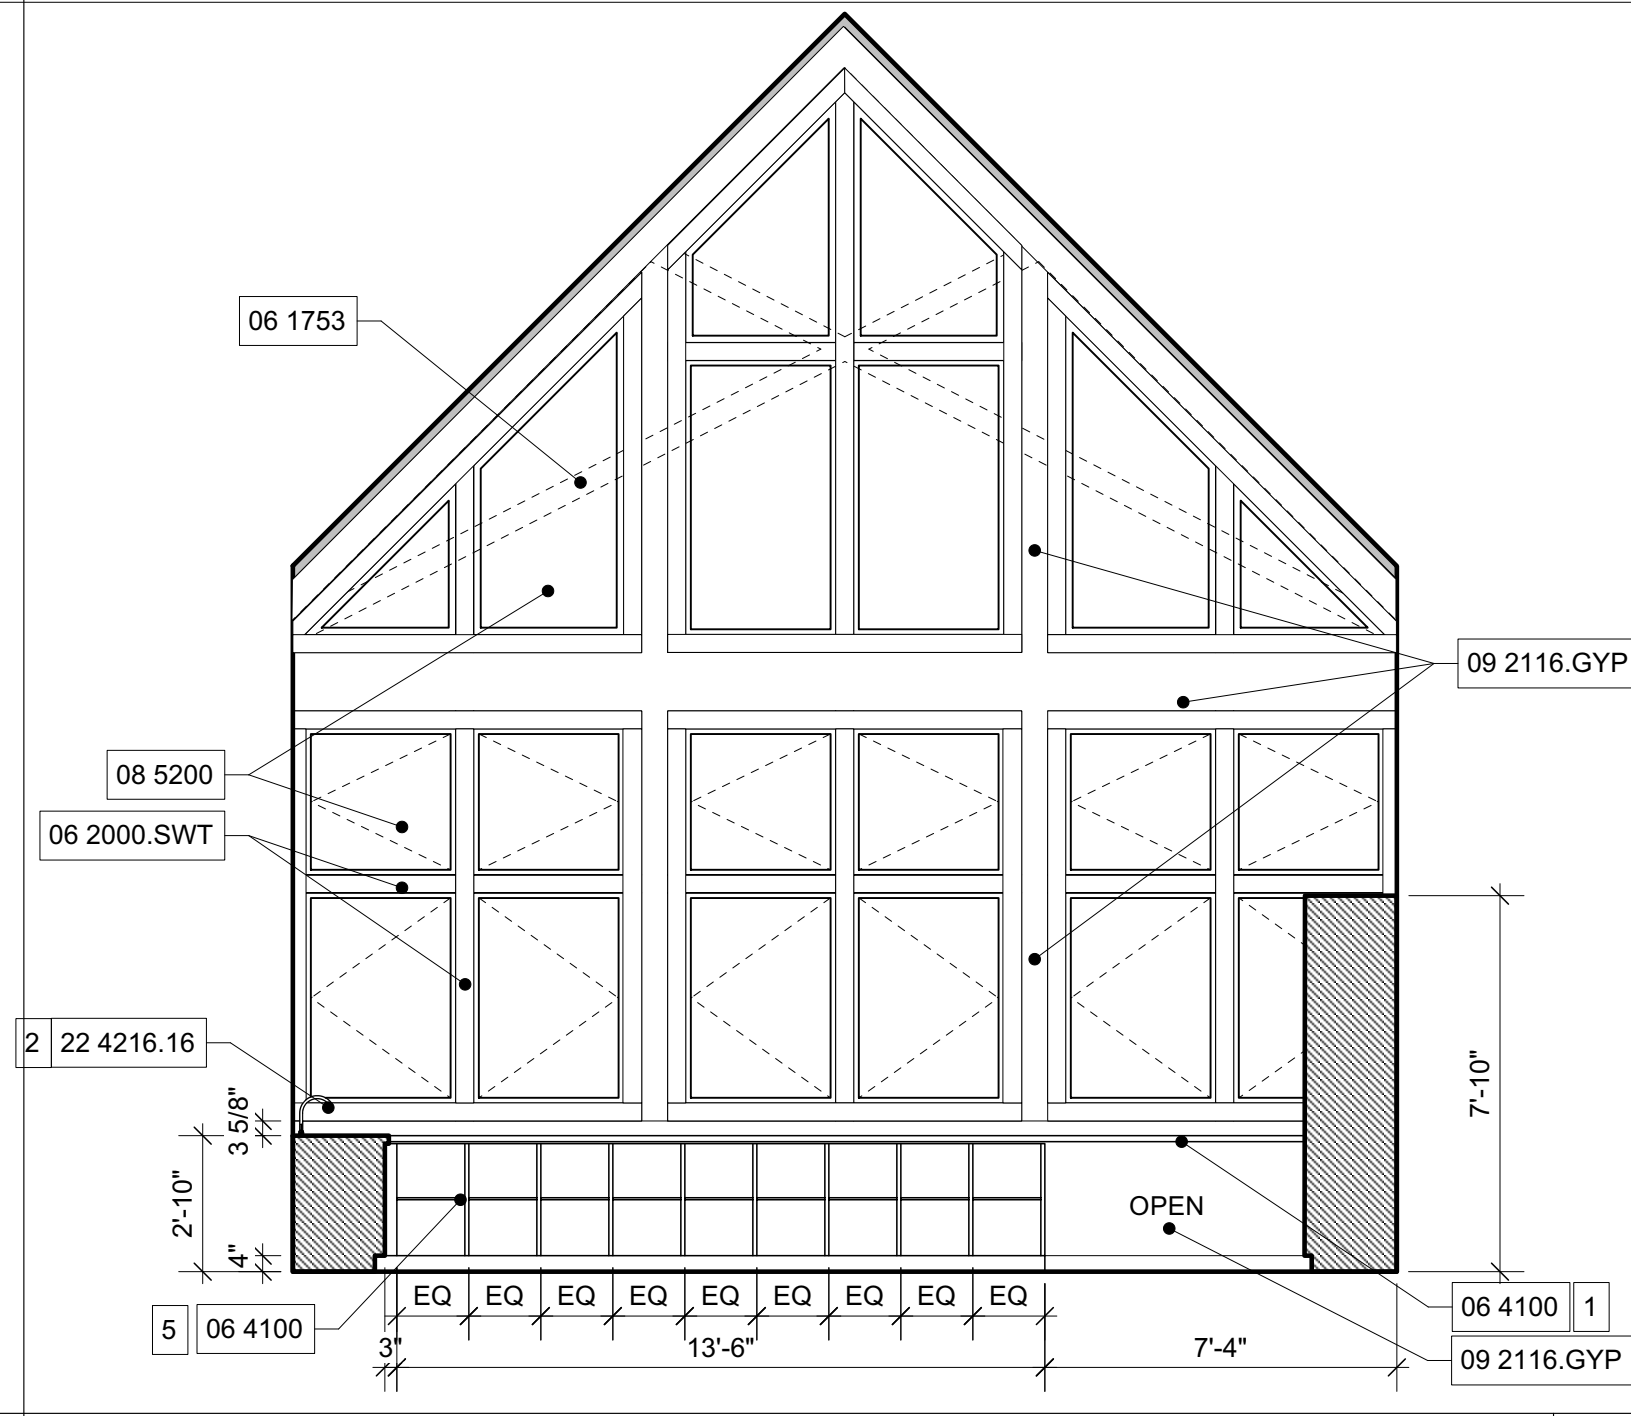 06 1753
09 2116.GYP
08 5200
06 2000.SWT
2 22 4216.16
3 5/8"
7'-10"
2'-10"
4"
OPEN
EQ EQ EQ EQ EQ EQ EQ EQ EQ
06 4100 1
5 06 4100
3" 13'-6" 7'-4"
09 2116.GYP